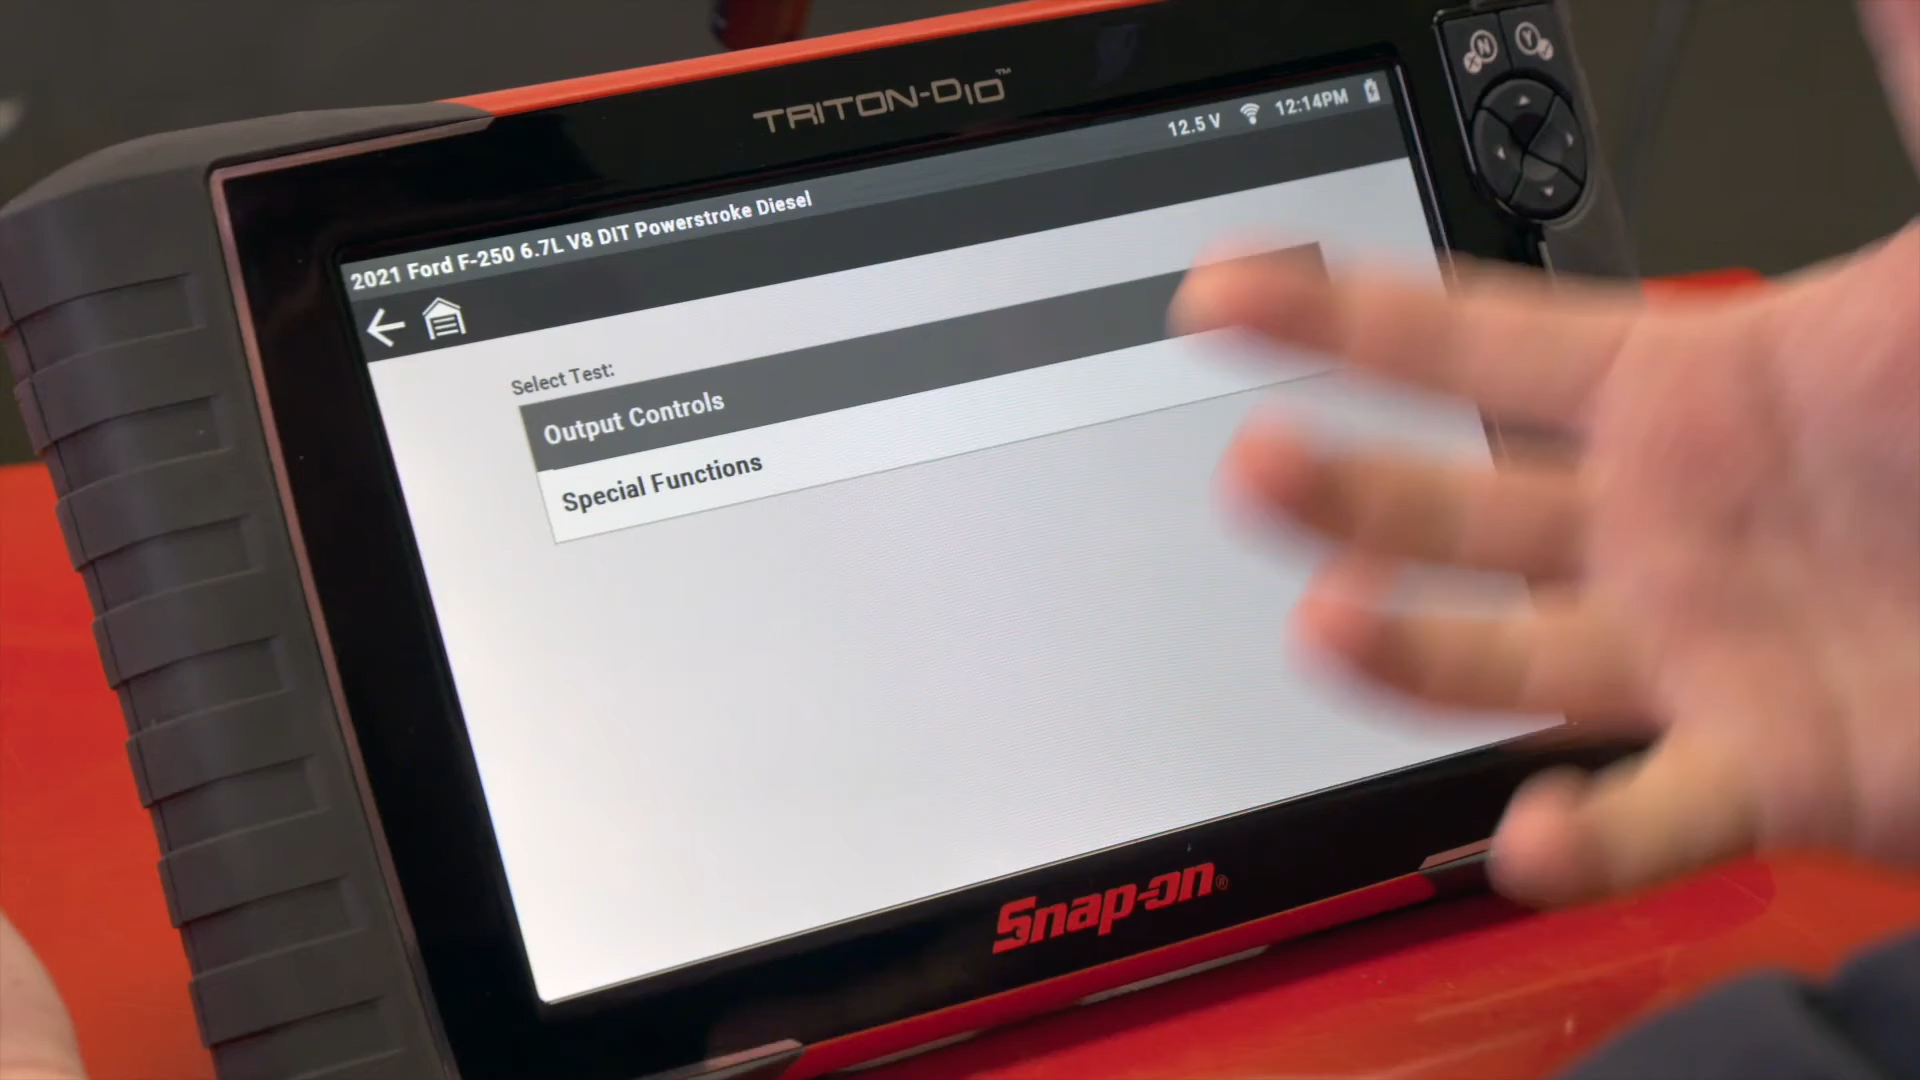 TRITON-D10™
12.5 V 12:14PM
2021 Ford F-250 6.7L V8 DIT Powerstroke Diesel
Select Test:
Output Controls
Special Functions
Snap-on®
N
Y